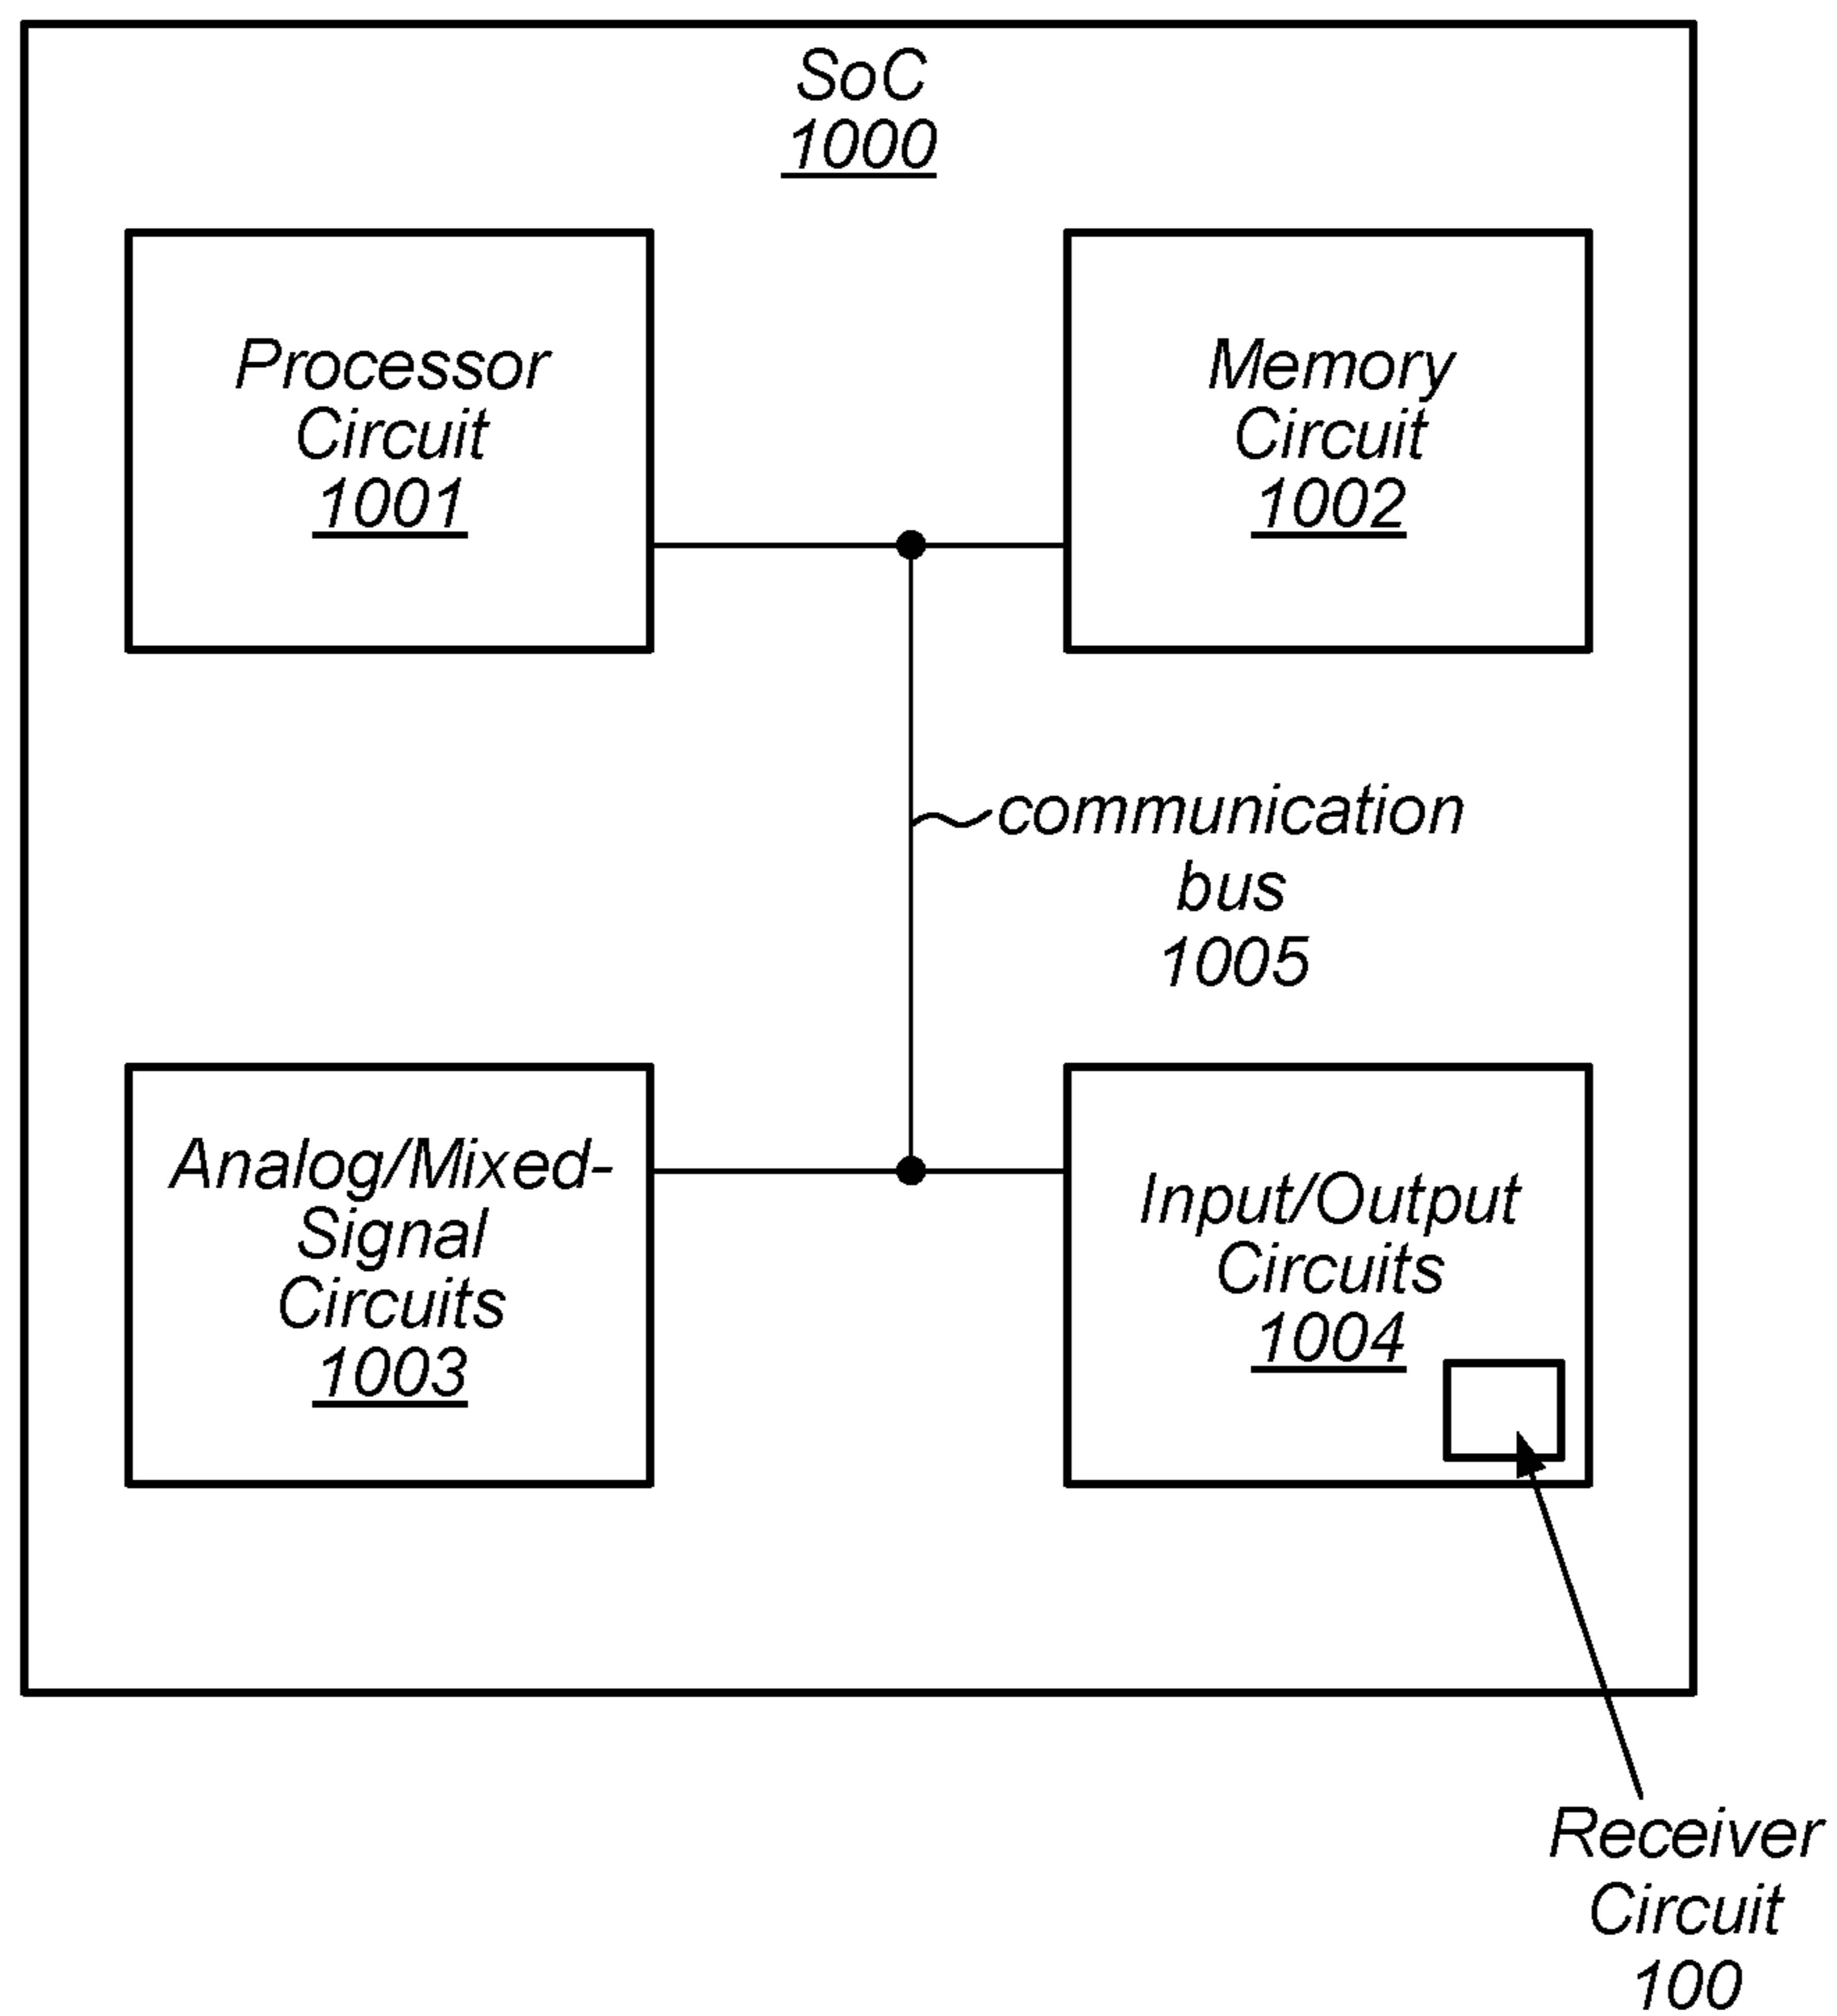 SoC
1000
Processor
Circuit
1001
Memory
Circuit
1002
communication
bus
1005
Analog/Mixed-
Signal
Circuits
1003
Input/Output
Circuits
1004
Receiver
Circuit
100